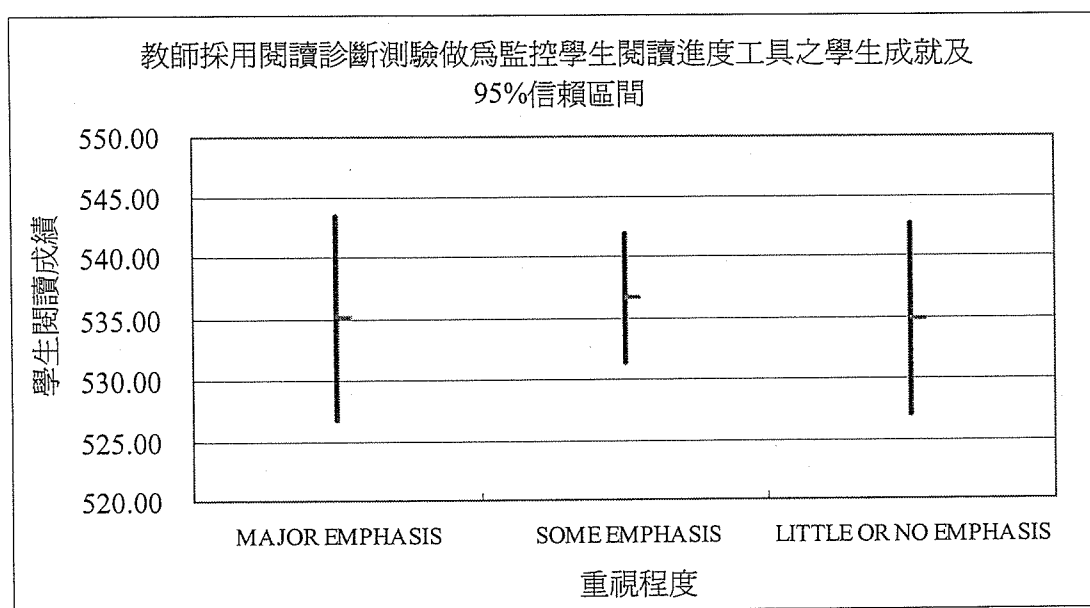 教師採用閱讀診斷測驗做為監控學生閱讀進度工具之學生成就及
95%信賴區間
550.00
545.00
540.00
535.00
530.00
525.00
520.00
學生閱讀成績
MAJOR EMPHASIS
SOME EMPHASIS
LITTLE OR NO EMPHASIS
重視程度